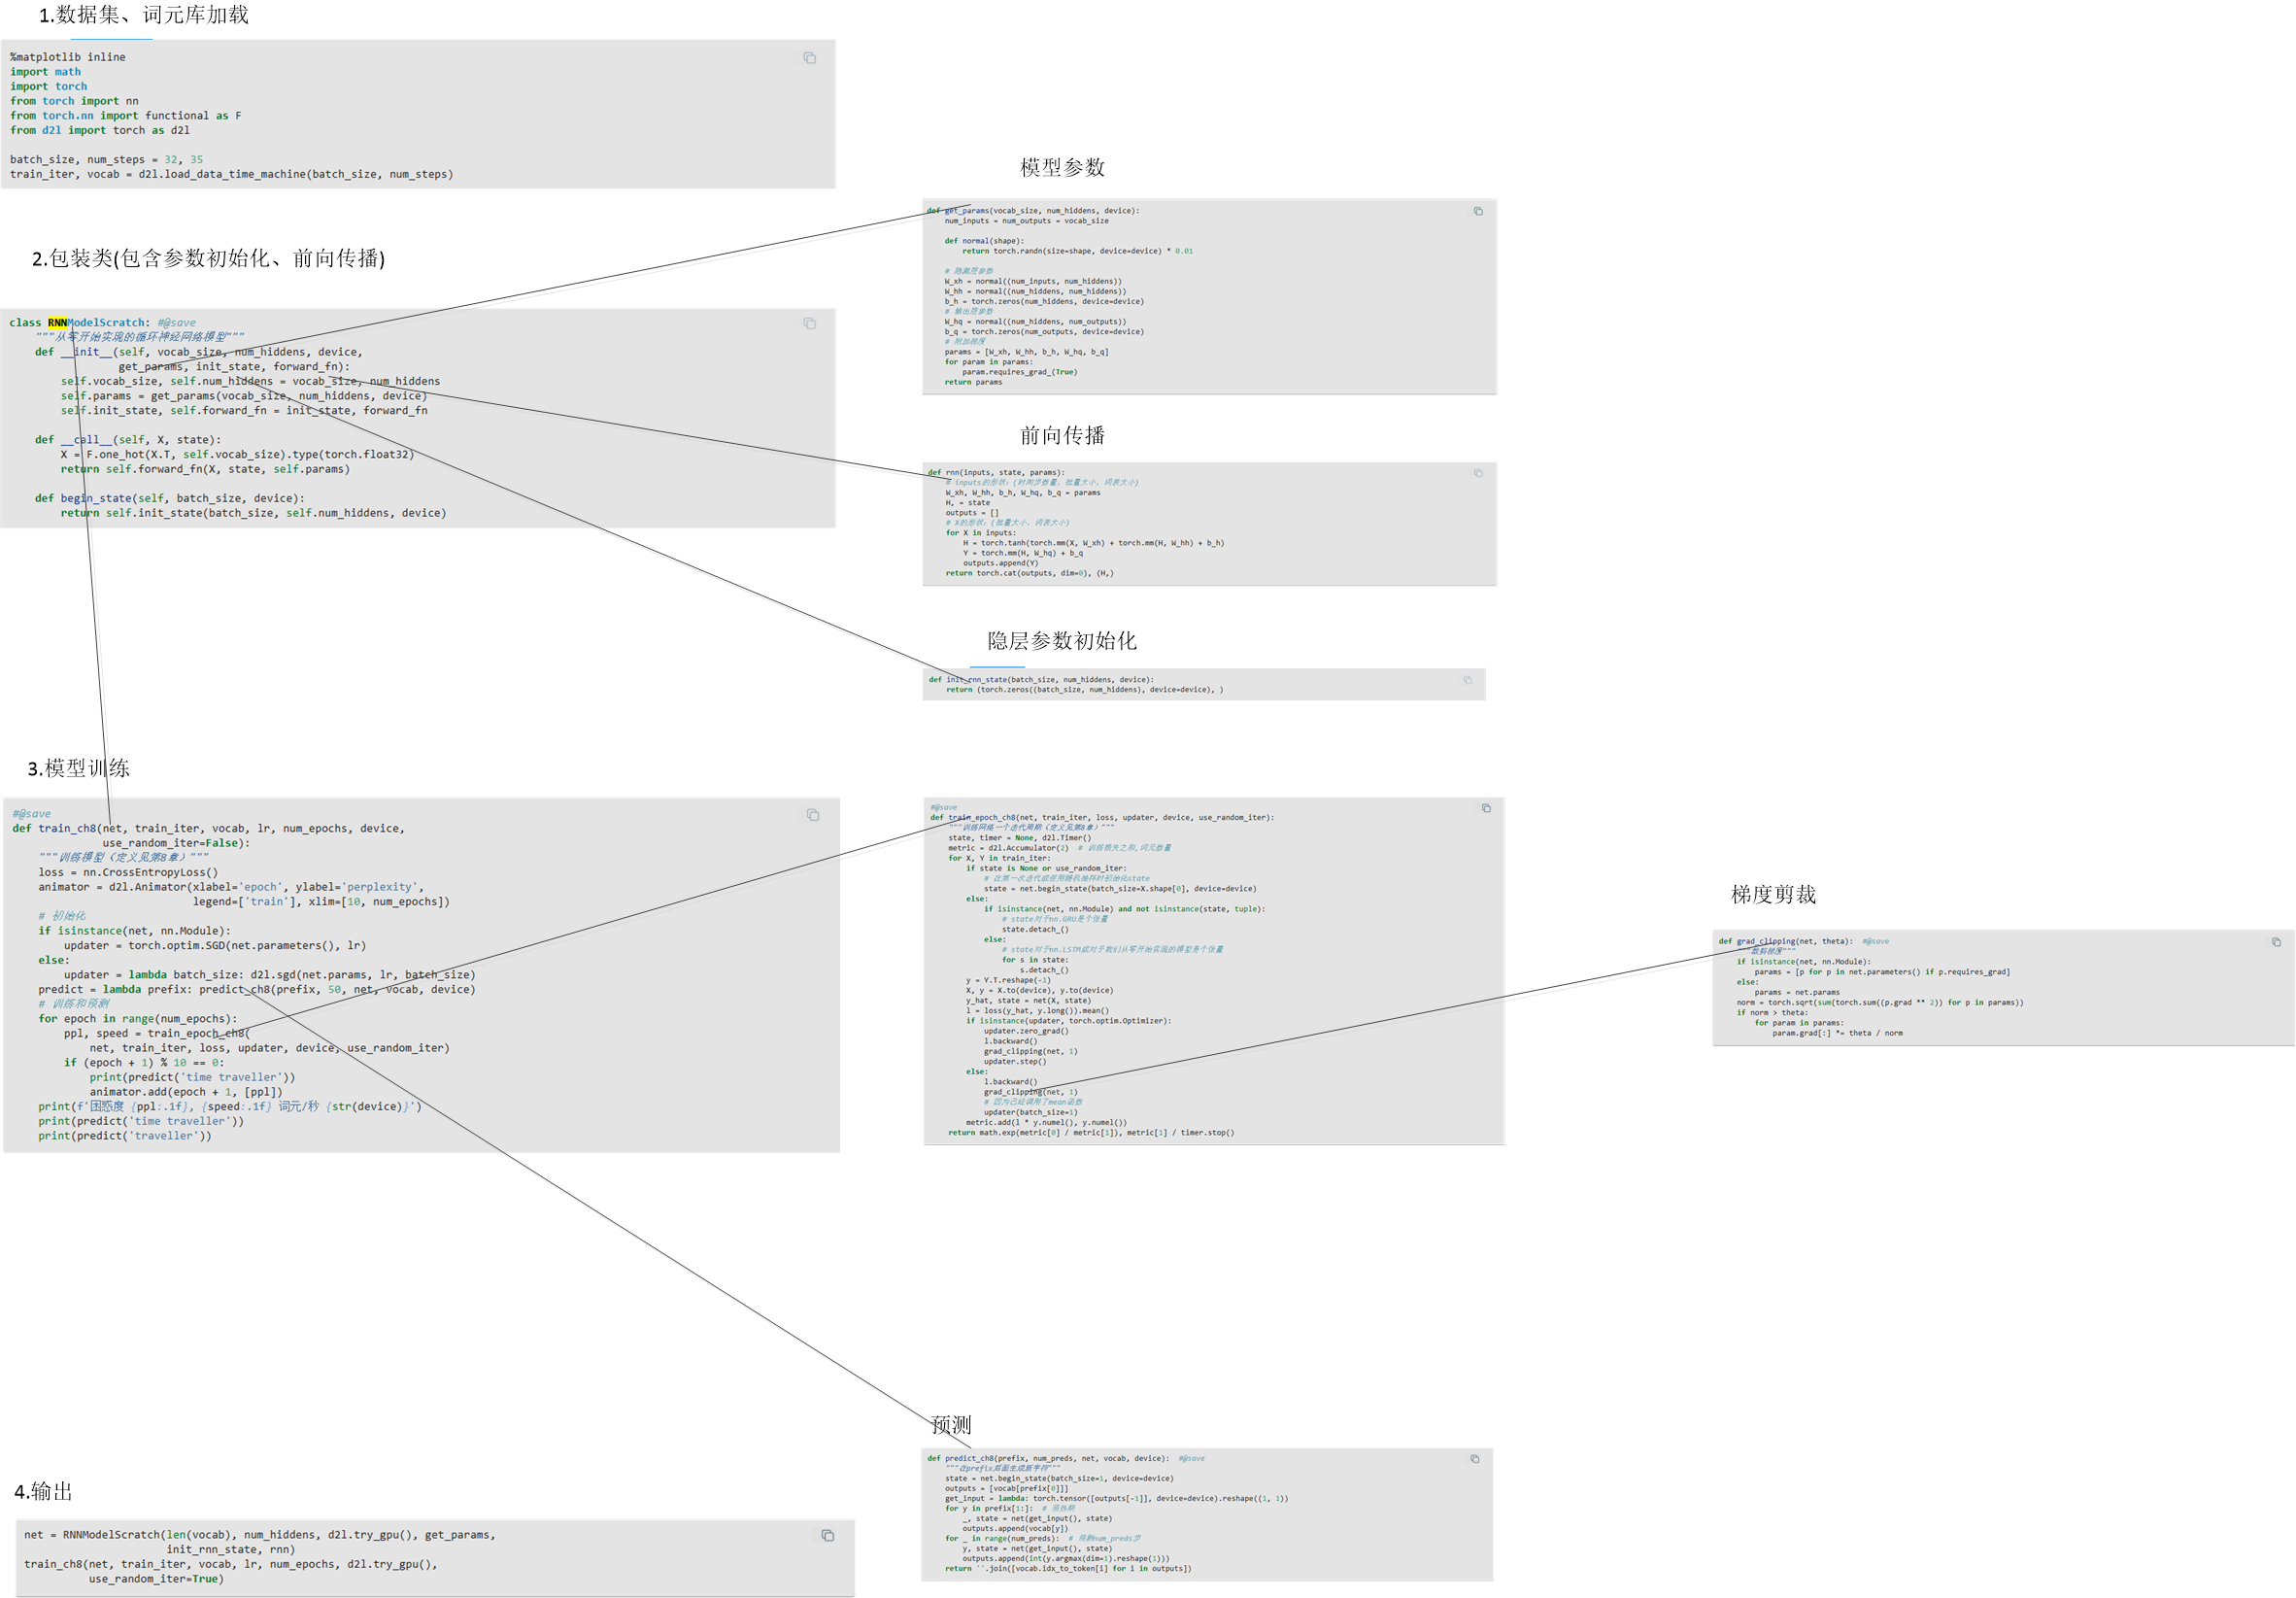 1.数据集、词元库加载
%matplotlib inline
import math
import torch
from torch import nn
from torch.nn import functional as F
from d2l import torch as d2l
batch_size, num_steps = 32, 35
train_iter, vocab = d2l.load_data_time_machine(batch_size, num_steps)
2.包装类(包含参数初始化、前向传播)
class RNNModelScratch: #@save
"""从零开始实现的循环神经网络模型"""
def __init__(self, vocab_size, num_hiddens, device,
get_params, init_state, forward_fn):
self.vocab_size, self.num_hiddens = vocab_size, num_hiddens
self.params = get_params(vocab_size, num_hiddens, device)
self.init_state, self.forward_fn = init_state, forward_fn
def __call__(self, X, state):
X = F.one_hot(X.T, self.vocab_size).type(torch.float32)
return self.forward_fn(X, state, self.params)
def begin_state(self, batch_size, device):
return self.init_state(batch_size, self.num_hiddens, device)
模型参数
def get_params(vocab_size, num_hiddens, device):
num_inputs = num_outputs = vocab_size
def normal(shape):
return torch.randn(size=shape, device=device) * 0.01
# 隐藏层参数
W_xh = normal((num_inputs, num_hiddens))
W_hh = normal((num_hiddens, num_hiddens))
b_h = torch.zeros(num_hiddens, device=device)
# 输出层参数
W_hq = normal((num_hiddens, num_outputs))
b_q = torch.zeros(num_outputs, device=device)
# 附加梯度
params = [W_xh, W_hh, b_h, W_hq, b_q]
for param in params:
param.requires_grad_(True)
return params
前向传播
def rnn(inputs, state, params):
# inputs的形状：(时间步数量，批量大小，词表大小)
W_xh, W_hh, b_h, W_hq, b_q = params
H, = state
outputs = []
# X的形状：(批量大小，词表大小)
for X in inputs:
H = torch.tanh(torch.mm(X, W_xh) + torch.mm(H, W_hh) + b_h)
Y = torch.mm(H, W_hq) + b_q
outputs.append(Y)
return torch.cat(outputs, dim=0), (H,)
隐层参数初始化
def init_rnn_state(batch_size, num_hiddens, device):
return (torch.zeros((batch_size, num_hiddens), device=device), )
3.模型训练
#@save
def train_ch8(net, train_iter, vocab, lr, num_epochs, device,
use_random_iter=False):
"""训练模型（定义见第8章）"""
loss = nn.CrossEntropyLoss()
animator = d2l.Animator(xlabel='epoch', ylabel='perplexity',
legend=['train'], xlim=[10, num_epochs])
# 初始化
if isinstance(net, nn.Module):
updater = torch.optim.SGD(net.parameters(), lr)
else:
updater = lambda batch_size: d2l.sgd(net.params, lr, batch_size)
predict = lambda prefix: predict_ch8(prefix, 50, net, vocab, device)
# 训练和预测
for epoch in range(num_epochs):
ppl, speed = train_epoch_ch8(
net, train_iter, loss, updater, device, use_random_iter)
if (epoch + 1) % 10 == 0:
print(predict('time traveller'))
animator.add(epoch + 1, [ppl])
print(f'困惑度 {ppl:.1f}, {speed:.1f} 词元/秒 {str(device)}')
print(predict('time traveller'))
print(predict('traveller'))
#@save
def train_epoch_ch8(net, train_iter, loss, updater, device, use_random_iter):
"""训练网络一个迭代周期（定义见第8章）"""
state, timer = None, d2l.Timer()
metric = d2l.Accumulator(2)  # 训练损失之和,词元数量
for X, Y in train_iter:
if state is None or use_random_iter:
# 在第一次迭代或使用随机抽样时初始化state
state = net.begin_state(batch_size=X.shape[0], device=device)
else:
if isinstance(net, nn.Module) and not isinstance(state, tuple):
# state对于nn.GRU是个张量
state.detach_()
else:
# state对于nn.LSTM或对于我们从零开始实现的模型是个张量
for s in state:
s.detach_()
y = Y.T.reshape(-1)
X, y = X.to(device), y.to(device)
y_hat, state = net(X, state)
l = loss(y_hat, y.long()).mean()
if isinstance(updater, torch.optim.Optimizer):
updater.zero_grad()
l.backward()
grad_clipping(net, 1)
updater.step()
else:
l.backward()
grad_clipping(net, 1)
# 因为已经调用了mean函数
updater(batch_size=1)
metric.add(l * y.numel(), y.numel())
return math.exp(metric[0] / metric[1]), metric[1] / timer.stop()
梯度剪裁
def grad_clipping(net, theta):  #@save
"""裁剪梯度"""
if isinstance(net, nn.Module):
params = [p for p in net.parameters() if p.requires_grad]
else:
params = net.params
norm = torch.sqrt(sum(torch.sum((p.grad ** 2)) for p in params))
if norm > theta:
for param in params:
param.grad[:] *= theta / norm
预测
def predict_ch8(prefix, num_preds, net, vocab, device):  #@save
"""在prefix后面生成新字符"""
state = net.begin_state(batch_size=1, device=device)
outputs = [vocab[prefix[0]]]
get_input = lambda: torch.tensor([outputs[-1]], device=device).reshape((1, 1))
for y in prefix[1:]:  # 预热期
_, state = net(get_input(), state)
outputs.append(vocab[y])
for _ in range(num_preds):  # 预测num_preds步
y, state = net(get_input(), state)
outputs.append(int(y.argmax(dim=1).reshape(1)))
return ''.join([vocab.idx_to_token[i] for i in outputs])
4.输出
net = RNNModelScratch(len(vocab), num_hiddens, d2l.try_gpu(), get_params,
init_rnn_state, rnn)
train_ch8(net, train_iter, vocab, lr, num_epochs, d2l.try_gpu(),
use_random_iter=True)